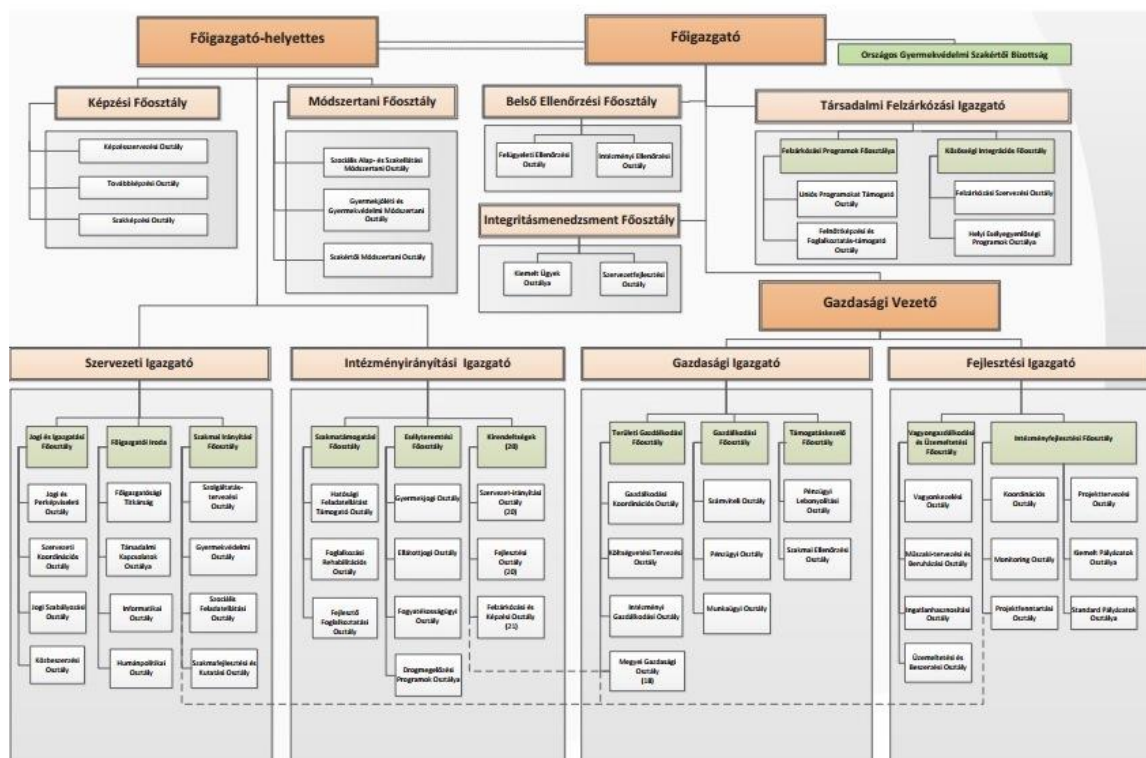 Főigazgató-helyettes
Főigazgató
Országos Gyermekvédelmi Szakértői Bizottság
Képzési Főosztály
Képzésszervezési Osztály
Továbbképzési Osztály
Szakképzési Osztály
Módszertani Főosztály
Szociális Alap- és Szakellátási
Módszertani Osztály
Gyermekjóléti és
Gyermekvédelmi Módszertani
Osztály
Szakértői Módszertani Osztály
Belső Ellenőrzési Főosztály
Felügyeleti Ellenőrzési
Osztály
Intézményi Ellenőrzési
Osztály
Integritásmenedzsment Főosztály
Kiemelt Ügyek
Osztálya
Szervezetfejlesztési
Osztály
Társadalmi Felzárkózási Igazgató
Felzárkózási Programok Főosztálya
Uniós Programokat Támogató
Osztály
Felnőttképzési és
Foglalkoztatás-támogató
Osztály
Közösségi Integrációs Főosztály
Felzárkózási Szervezési Osztály
Helyi Esélyegyenlőségi
Programok Osztálya
Gazdasági Vezető
Szervezeti Igazgató
Jogi és Igazgatási
Főosztály
Jogi és
Perképviseleti
Osztály
Szervezeti
Koordinációs
Osztály
Jogi Szabályozási
Osztály
Közbeszerzési
Osztály
Főigazgatói Iroda
Főigazgatósági
Titkárság
Társadalmi
Kapcsolatok
Osztálya
Informatikai
Osztály
Humánpolitikai
Osztály
Szakmai Irányítási
Főosztály
Szolgáltatás-
tervezési
Osztály
Gyermekvédelmi
Osztály
Szociális
Feladatellátási
Osztály
Szakmafejlesztési és
Kutatási Osztály
Intézményirányítási Igazgató
Szakmatámogatási
Főosztály
Hatósági
Feladatellátást
Támogató Osztály
Foglalkozási
Rehabilitációs
Osztály
Fejlesztő
Foglalkoztatási
Osztály
Esélyteremtési
Főosztály
Gyermekjogi Osztály
Ellátottjogi Osztály
Fogyatékosságügyi
Osztály
Drogmegelőzési
Programok Osztálya
Kirendeltségek
(20)
Szervezet-irányítási
Osztály
(20)
Fejlesztési
Osztály
(20)
Felzárkózási és
Képzési Osztály
(21)
Gazdasági Igazgató
Területi Gazdálkodási
Főosztály
Gazdálkodási
Koordinációs Osztály
Költségvetési Tervezési
Osztály
Intézményi
Gazdálkodási Osztály
Megyei Gazdasági
Osztály
(18)
Gazdálkodási
Főosztály
Számviteli Osztály
Pénzügyi Osztály
Munkaügyi Osztály
Támogatáskezelő
Főosztály
Pénzügyi
Lebonyolítási Osztály
Szakmai Ellenőrzési
Osztály
Fejlesztési Igazgató
Vagyongazdálkodási
és Üzemeltetési
Főosztály
Vagyonkezelési
Osztály
Műszaki-tervezési és
Beruházási Osztály
Ingatlanhasznosítási
Osztály
Üzemeltetési és
Beszerzési Osztály
Intézményfejlesztési Főosztály
Koordinációs
Osztály
Monitoring Osztály
Projektfenntartási
Osztály
Projekttervezési
Osztály
Kiemelt Pályázatok
Osztálya
Standard Pályázatok
Osztálya